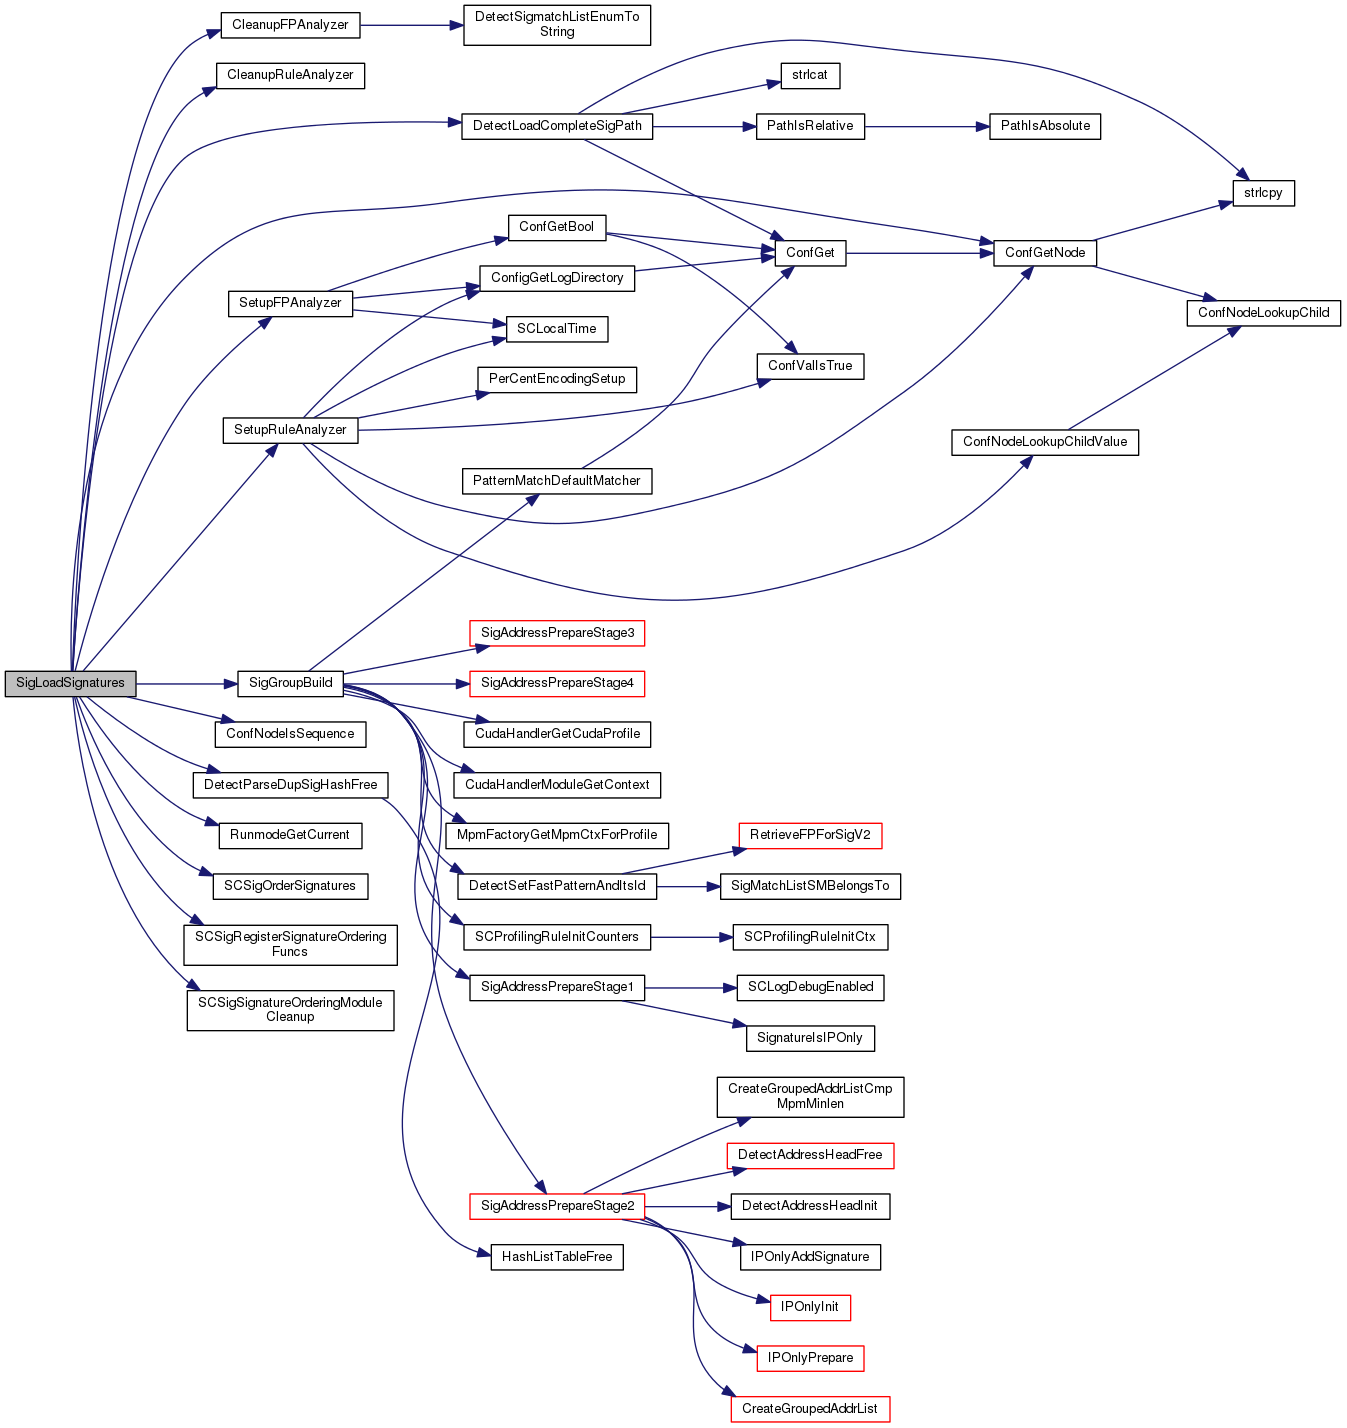 CleanupFPAnalyzer
DetectSigmatchListEnumTo
String
CleanupRuleAnalyzer
strlcat
DetectLoadCompleteSigPath
PathIsRelative
PathIsAbsolute
strlcpy
ConfGetBool
ConfGet
ConfGetNode
ConfigGetLogDirectory
SetupFPAnalyzer
ConfNodeLookupChild
SCLocalTime
ConfValIsTrue
PerCentEncodingSetup
SetupRuleAnalyzer
ConfNodeLookupChildValue
PatternMatchDefaultMatcher
SigAddressPrepareStage3
SigLoadSignatures
SigGroupBuild
SigAddressPrepareStage4
ConfNodeIsSequence
CudaHandlerGetCudaProfile
DetectParseDupSigHashFree
CudaHandlerModuleGetContext
RunmodeGetCurrent
MpmFactoryGetMpmCtxForProfile
RetrieveFPForSigV2
SCSigOrderSignatures
DetectSetFastPatternAndItsId
SigMatchListSMBelongsTo
SCSigRegisterSignatureOrdering
Funcs
SCProfilingRuleInitCounters
SCProfilingRuleInitCtx
SCSigSignatureOrderingModule
Cleanup
SigAddressPrepareStage1
SCLogDebugEnabled
SignatureIsIPOnly
CreateGroupedAddrListCmp
MpmMinlen
DetectAddressHeadFree
SigAddressPrepareStage2
DetectAddressHeadInit
HashListTableFree
IPOnlyAddSignature
IPOnlyInit
IPOnlyPrepare
CreateGroupedAddrList